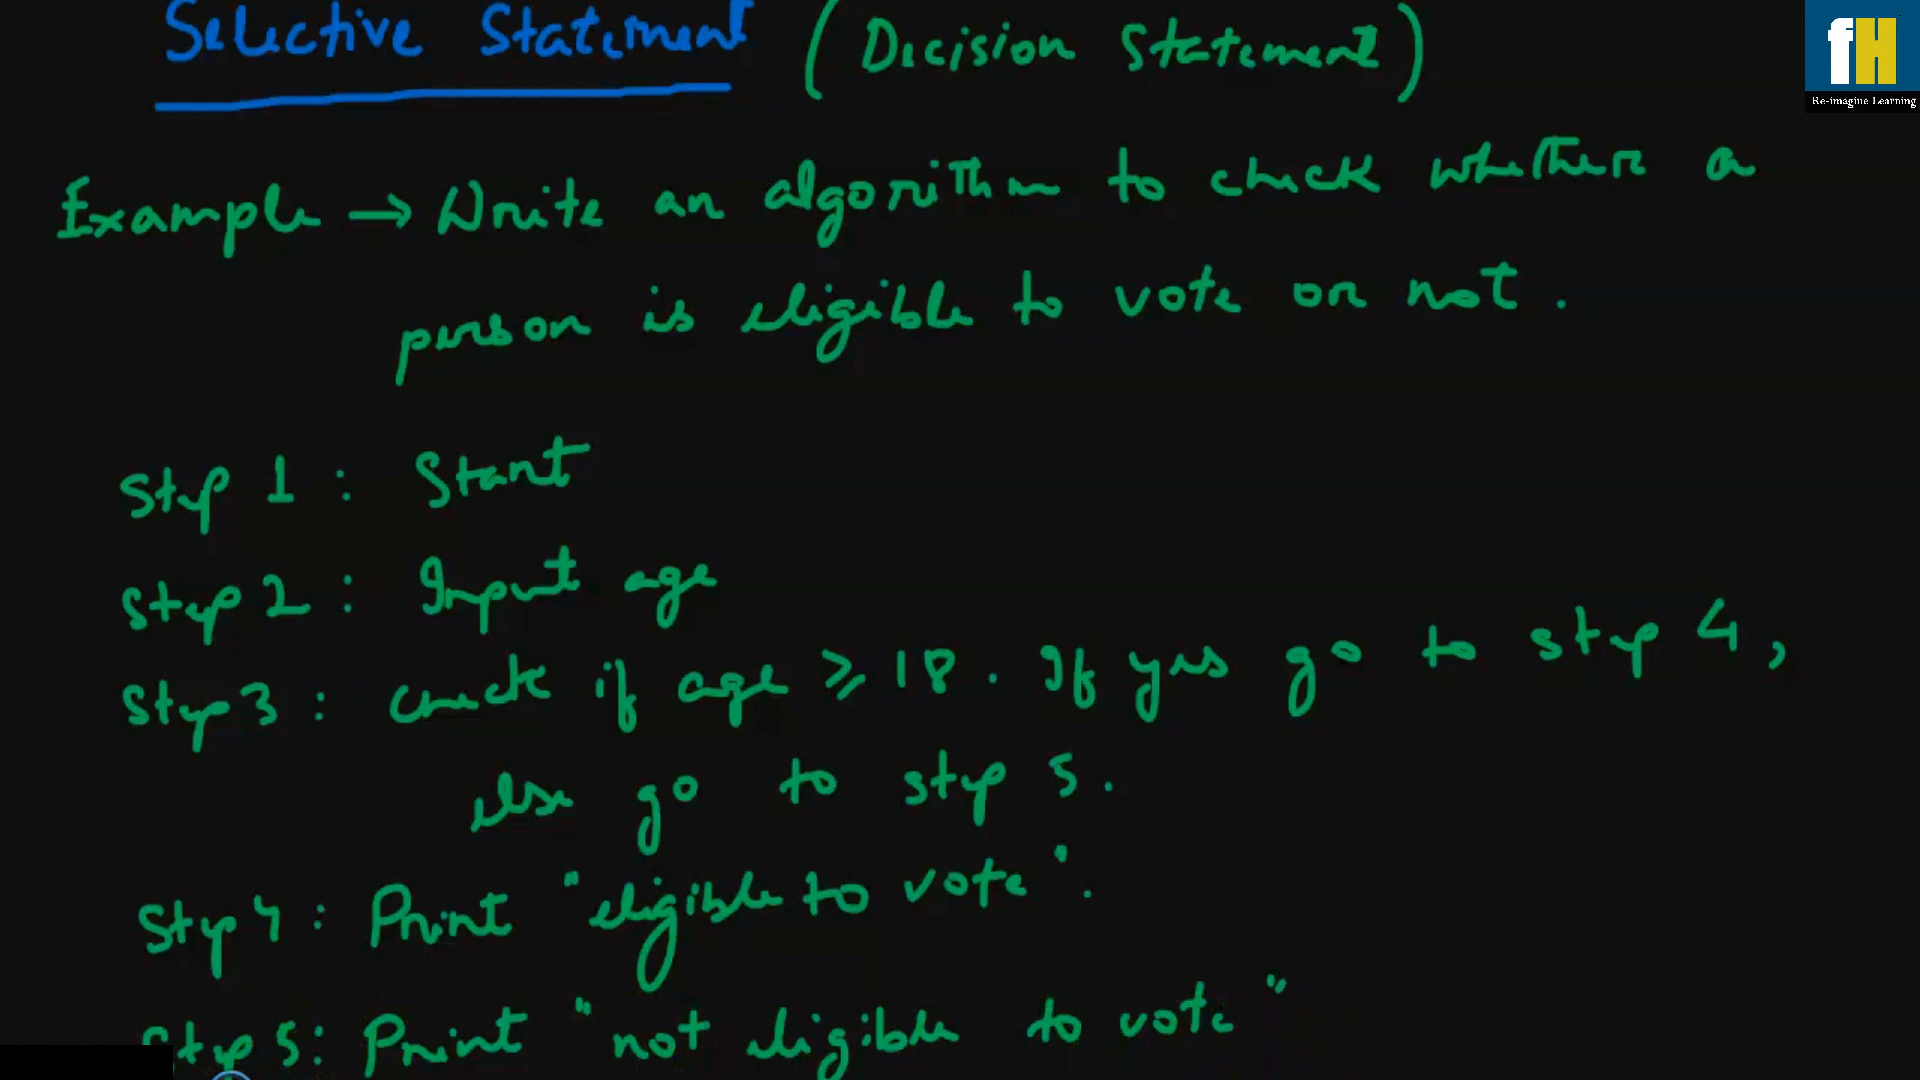 Selective Statement (Decision Statement)
fH
Re-imagine Learning
Example → Write an algorithm to check whether a
person is eligible to vote or not.
Step 1 : Start
Step 2 : Input age
Step 3 : check if age ≥ 18. If yes go to step 4,
else go to step 5.
Step 4 : Print "eligible to vote".
Step 5: Print "not eligible to vote"